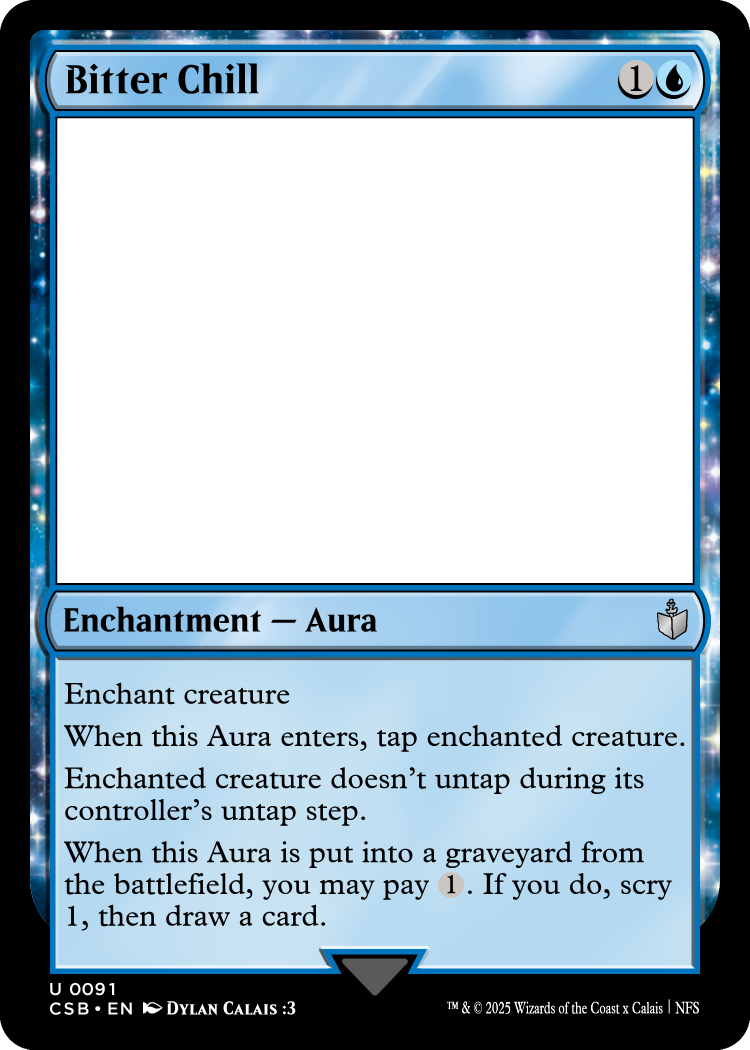 Bitter Chill 1
Enchantment — Aura
Enchant creature
When this Aura enters, tap enchanted creature.
Enchanted creature doesn't untap during its
controller's untap step.
When this Aura is put into a graveyard from
the battlefield, you may pay 1. If you do, scry
1, then draw a card.
U 0091
CSB • EN DYLAN CALAIS :3 ™ & © 2025 Wizards of the Coast x Calais | NFS